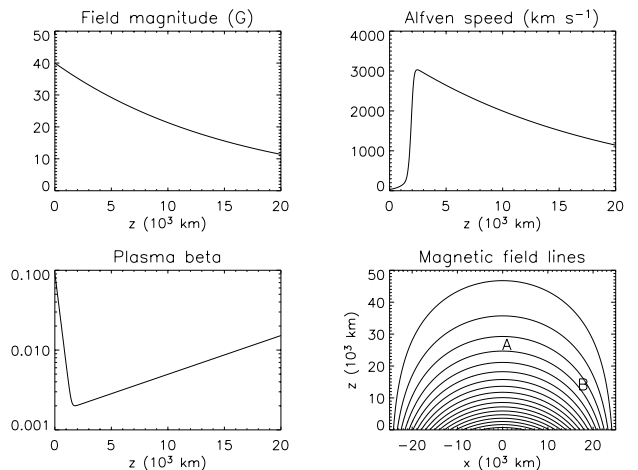 Field magnitude (G)
50
40
30
20
10
0
0 5 10 15 20
z (10³ km)
Alfven speed (km s⁻¹)
4000
3000
2000
1000
0
0 5 10 15 20
z (10³ km)
Plasma beta
0.100
0.010
0.001
0 5 10 15 20
z (10³ km)
Magnetic field lines
z (10³ km)
50
40
30
20
10
0
A
B
−20 −10 0 10 20
x (10³ km)